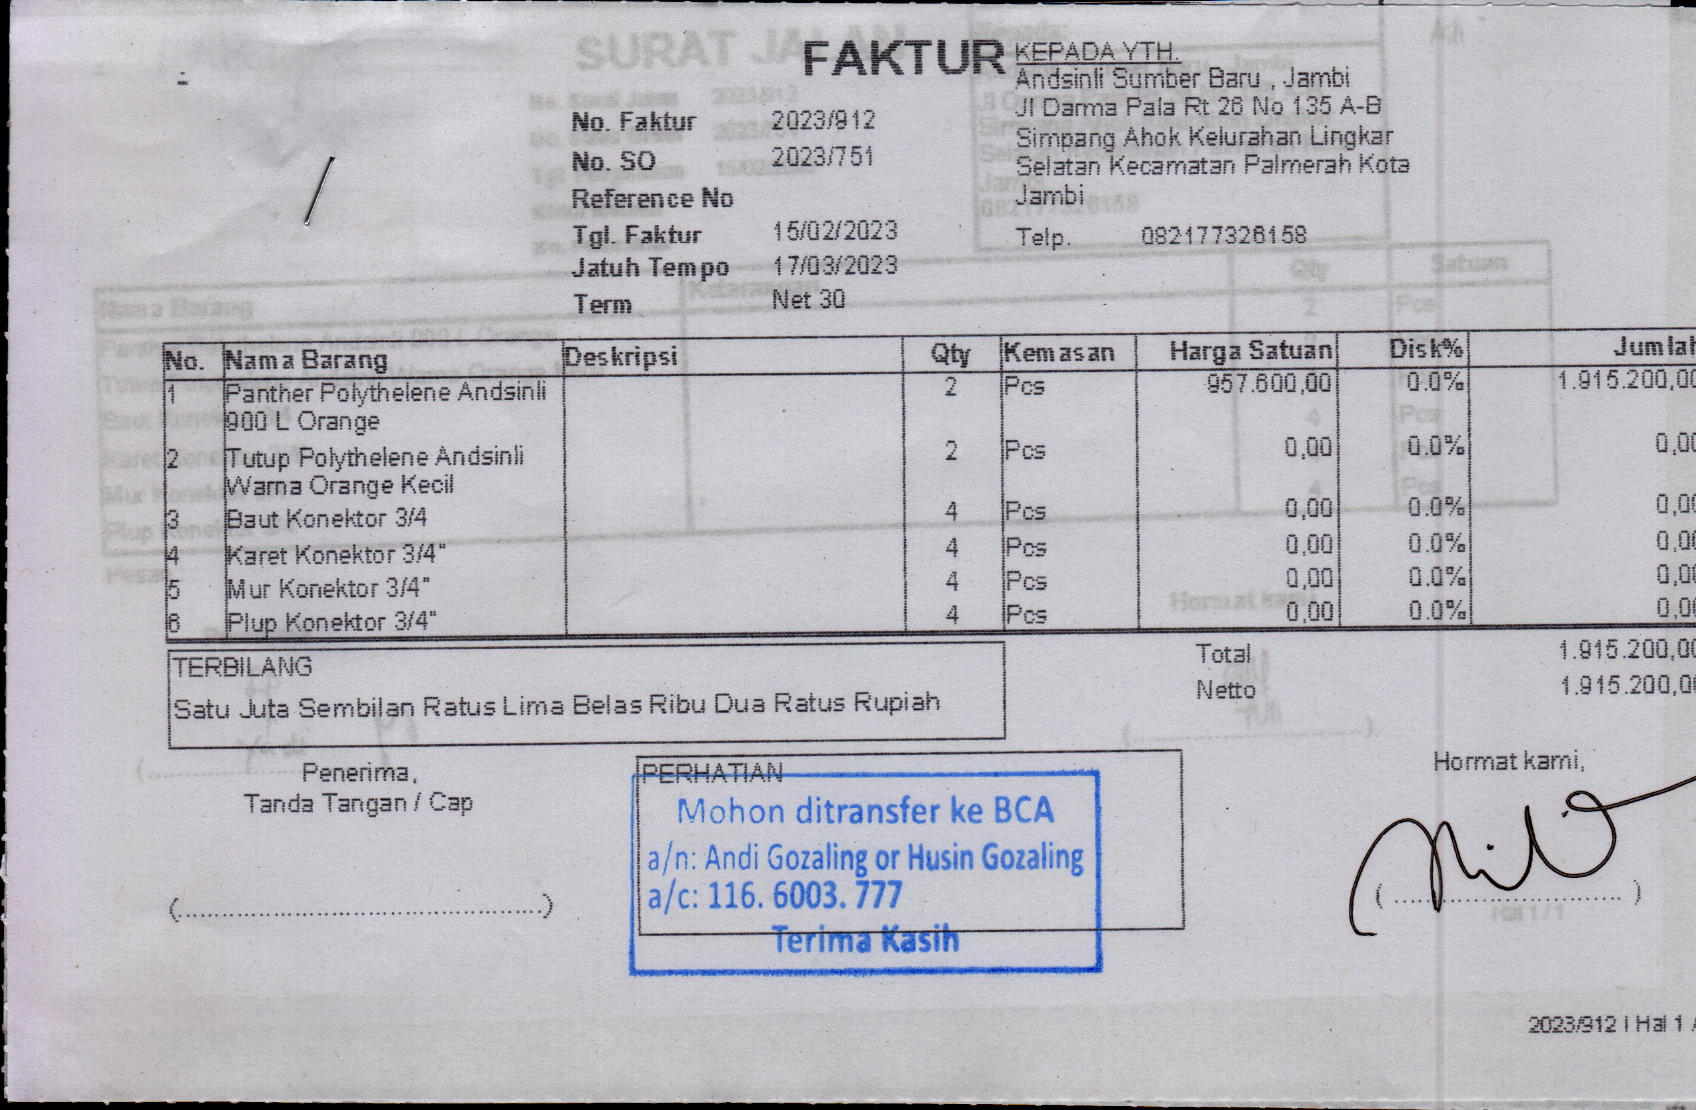 FAKTUR
No. Faktur 2023/912
No. SO 2023/751
Reference No
Tgl. Faktur 15/02/2023
Jatuh Tempo 17/03/2023
Term Net 30
KEPADA YTH.
Andsinli Sumber Baru , Jambi
Jl Darma Pala Rt 26 No 135 A-B
Simpang Ahok Kelurahan Lingkar
Selatan Kecamatan Palmerah Kota
Jambi
Telp. 082177326158
No. Nama Barang Deskripsi Qty Kemasan Harga Satuan Disk% Jumlah
1 Panther Polythelene Andsinli 2 Pcs 957.600,00 0.0% 1.915.200,00
900 L Orange
2 Tutup Polythelene Andsinli 2 Pcs 0,00 0.0% 0,00
Warna Orange Kecil
3 Baut Konektor 3/4 4 Pcs 0,00 0.0% 0,00
4 Karet Konektor 3/4" 4 Pcs 0,00 0.0% 0,00
5 Mur Konektor 3/4" 4 Pcs 0,00 0.0% 0,00
6 Plup Konektor 3/4" 4 Pcs 0,00 0.0% 0,00
Total 1.915.200,00
Netto 1.915.200,00
TERBILANG
Satu Juta Sembilan Ratus Lima Belas Ribu Dua Ratus Rupiah
Penerima,
Tanda Tangan / Cap
(..................................................)
PERHATIAN
Mohon ditransfer ke BCA
a/n: Andi Gozaling or Husin Gozaling
a/c: 116. 6003. 777
Terima Kasih
Hormat kami,
(................................)
2023/912 | Hal 1 /